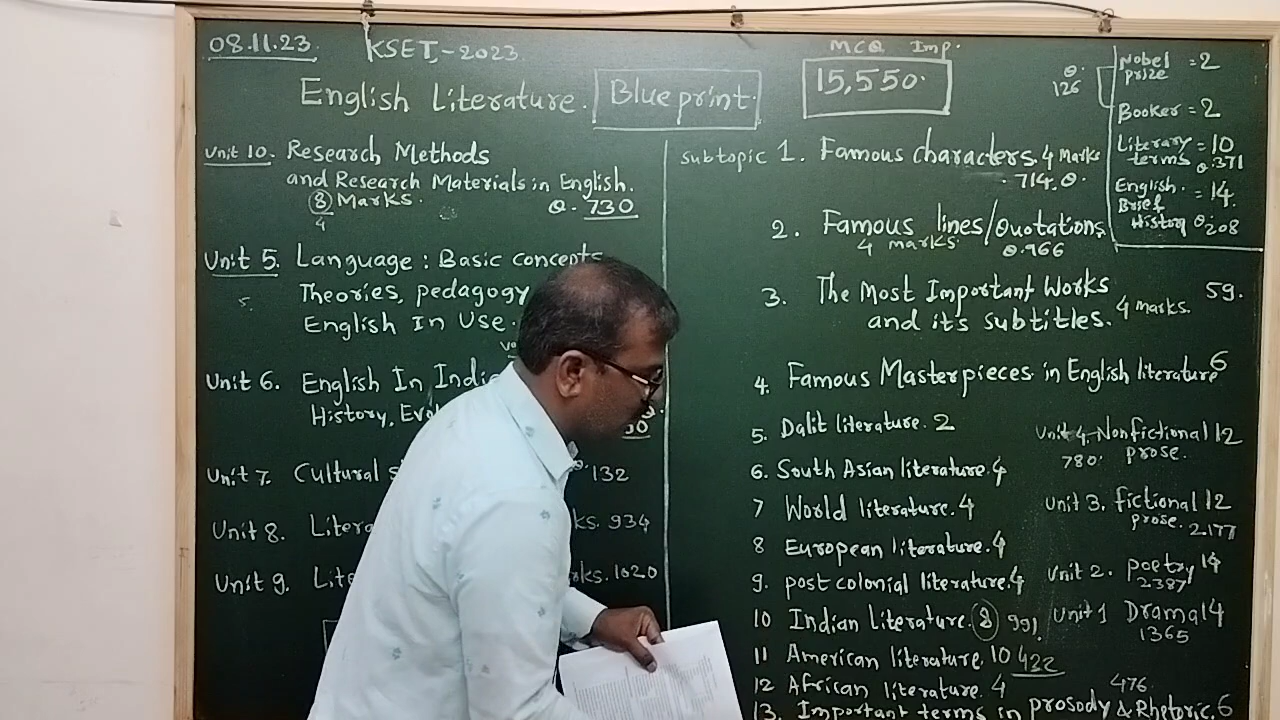 08.11.23. KSET-2023
English Literature. Blue print.
MCQ Imp.
15,550.
Unit 10. Research Methods
and Research Materials in English.
8 Marks. Q. 730
4
Unit 5. Language: Basic concepts
Theories, pedagogy
English In Use.
Unit 6. English In
History,
Unit 7. Cultural 132
Unit 8. 934
Unit 9. 1020
subtopic 1. Famous characters. 4 Marks
714. Q.
2. Famous lines/Quotations
4 marks. Q.966
3. The Most Important Works 59.
and its subtitles. 4 marks.
4. Famous Masterpieces in English literature 6
5. Dalit literature. 2
6. South Asian literature. 4
7 World literature. 4
8 European literature. 4
9. post colonial literature. 4
10 Indian Literature. 8 991.
11 American literature. 10 422
12 African literature. 4
13. Important terms in prosody & Rhetoric. 6
476.
Q. 126
Nobel prize = 2
Booker = 2
Literary terms = 10
Q.371
English Brief History = 14.
Q.208
Unit 4. Nonfictional 12
780. prose.
Unit 3. fictional 12
prose. 2177
Unit 2. poetry 14
2387
Unit 1 Drama 14
1365